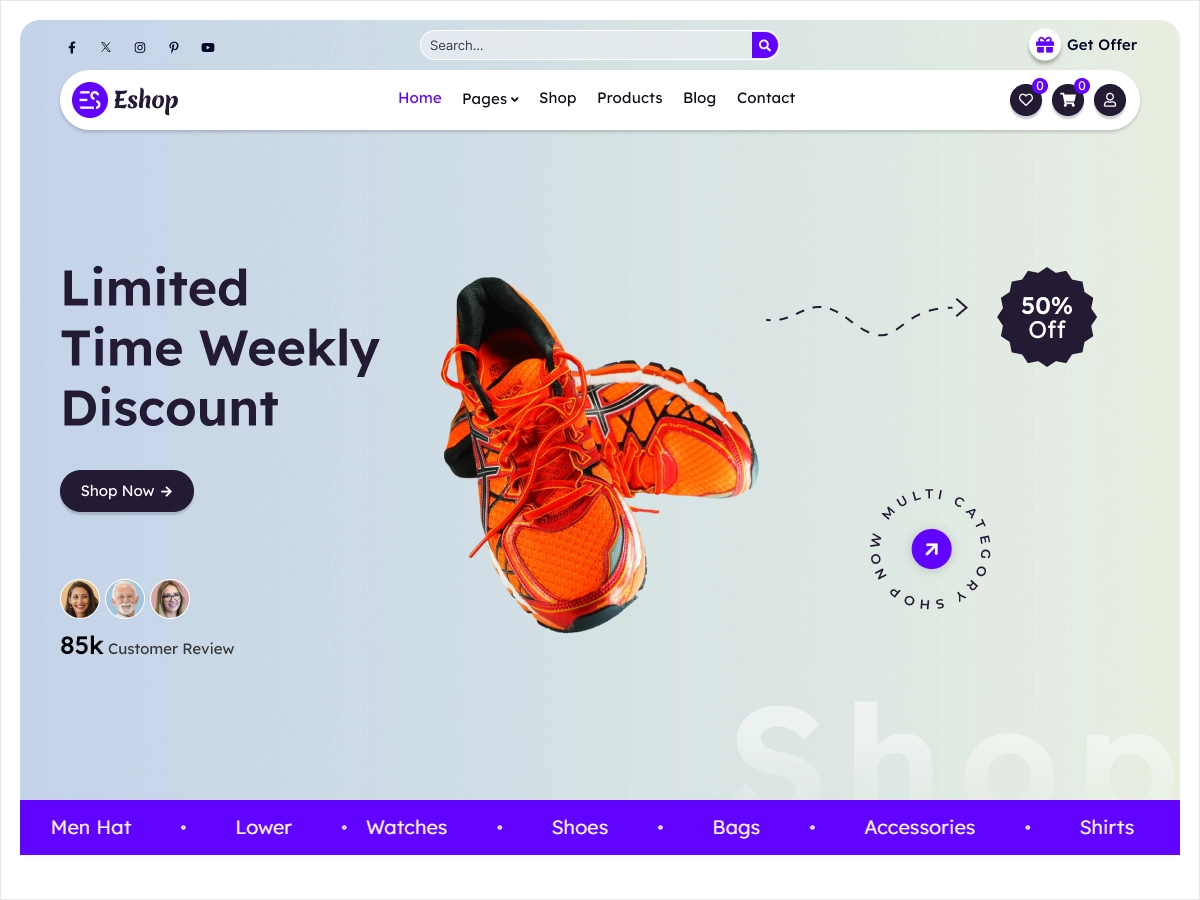 Search...
Get Offer
ES Eshop
Home Pages Shop Products Blog Contact
0 0
Limited
Time Weekly
Discount
50%
Off
Shop Now
MULTI CATEGORY SHOP NOW
85k Customer Review
Shop
Men Hat • Lower • Watches • Shoes • Bags • Accessories • Shirts